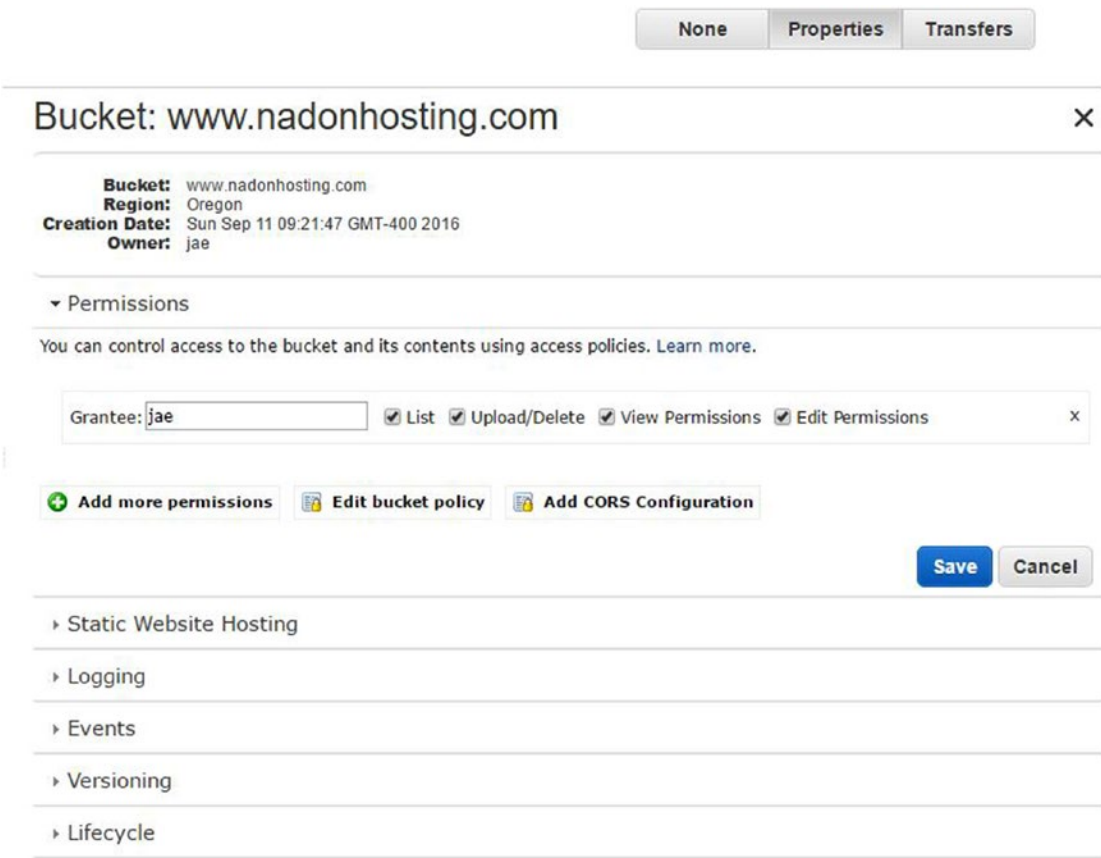 None Properties Transfers
Bucket: www.nadonhosting.com ×
Bucket: www.nadonhosting.com
Region: Oregon
Creation Date: Sun Sep 11 09:21:47 GMT-400 2016
Owner: jae
Permissions
You can control access to the bucket and its contents using access policies. Learn more.
Grantee: jae List Upload/Delete View Permissions Edit Permissions x
Add more permissions Edit bucket policy Add CORS Configuration
Save Cancel
Static Website Hosting
Logging
Events
Versioning
Lifecycle